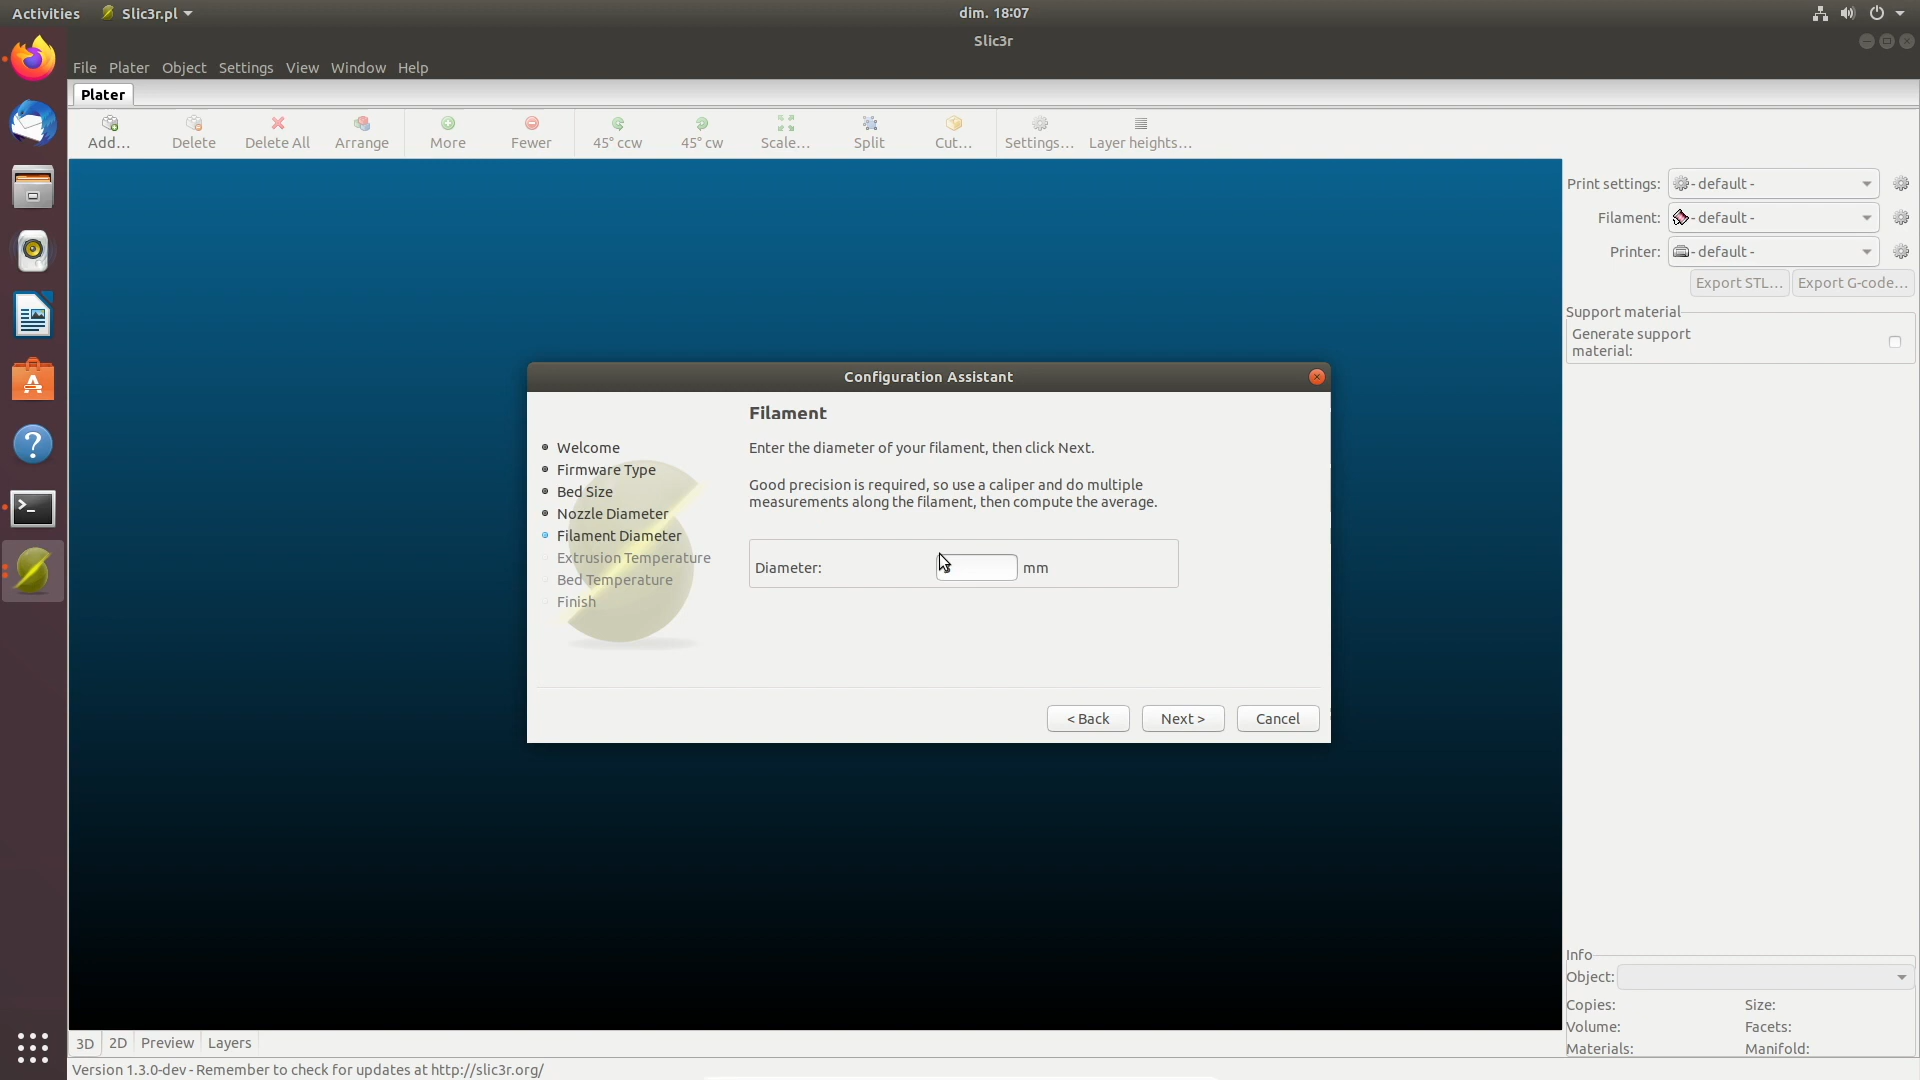 Activities
Slic3r.pl
dim. 18:07
Slic3r
File Plater Object Settings View Window Help
Plater
Add… Delete Delete All Arrange More Fewer 45° ccw 45° cw Scale… Split Cut… Settings… Layer heights…
Print settings: - default -
Filament: - default -
Printer: - default -
Export STL… Export G-code…
Support material
Generate support
material:
Configuration Assistant
Welcome
Firmware Type
Bed Size
Nozzle Diameter
Filament Diameter
Extrusion Temperature
Bed Temperature
Finish
Filament
Enter the diameter of your filament, then click Next.
Good precision is required, so use a caliper and do multiple
measurements along the filament, then compute the average.
Diameter: mm
< Back Next > Cancel
Info
Object:
Copies: Size:
Volume: Facets:
Materials: Manifold:
3D 2D Preview Layers
Version 1.3.0-dev - Remember to check for updates at http://slic3r.org/